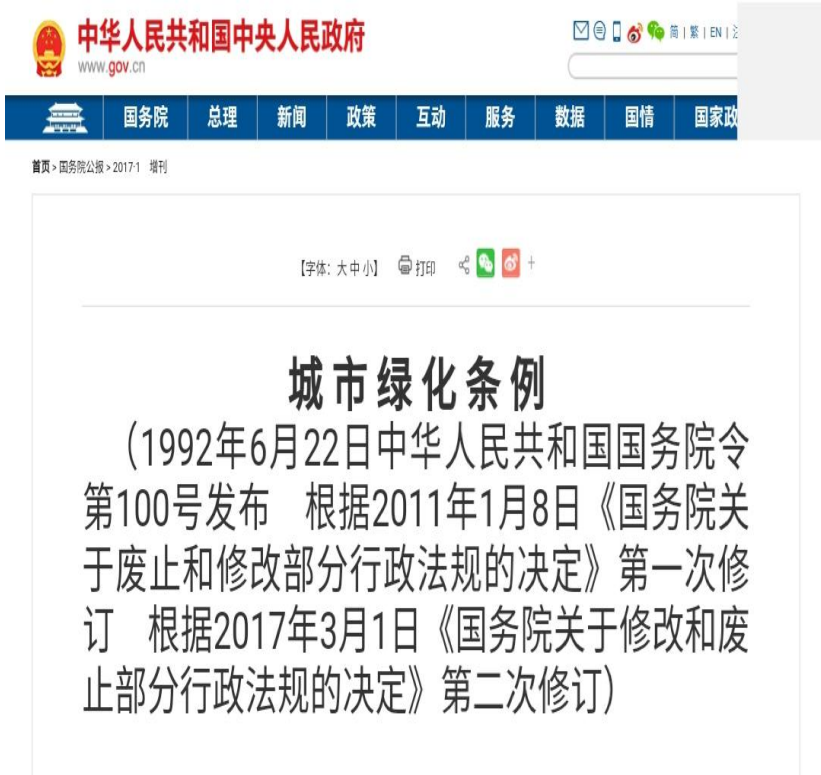 中华人民共和国中央人民政府
www.gov.cn
简 | 繁 | EN |
国务院 总理 新闻 政策 互动 服务 数据 国情 国家政
首页 > 国务院公报 > 2017·1 增刊
【字体：大 中 小】 打印 +
城市绿化条例
（1992年6月22日中华人民共和国国务院令
第100号发布 根据2011年1月8日《国务院关
于废止和修改部分行政法规的决定》第一次修
订 根据2017年3月1日《国务院关于修改和废
止部分行政法规的决定》第二次修订）